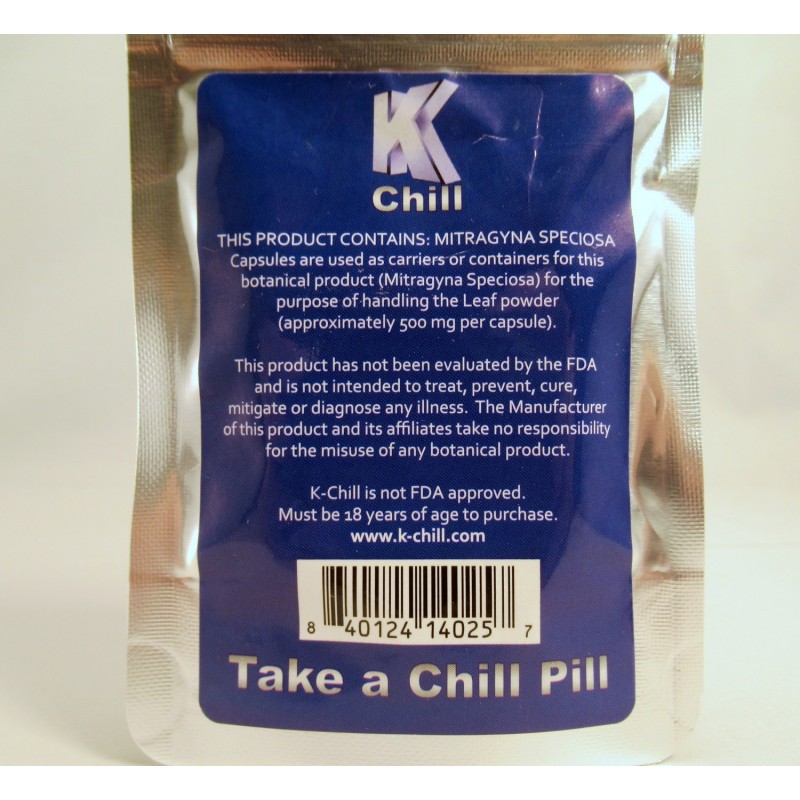 K
Chill
THIS PRODUCT CONTAINS: MITRAGYNA SPECIOSA
Capsules are used as carriers or containers for this
botanical product (Mitragyna Speciosa) for the
purpose of handling the Leaf powder
(approximately 500 mg per capsule).
This product has not been evaluated by the FDA
and is not intended to treat, prevent, cure,
mitigate or diagnose any illness. The Manufacturer
of this product and its affiliates take no responsibility
for the misuse of any botanical product.
K-Chill is not FDA approved.
Must be 18 years of age to purchase.
www.k-chill.com
8 40124 14025 7
Take a Chill Pill